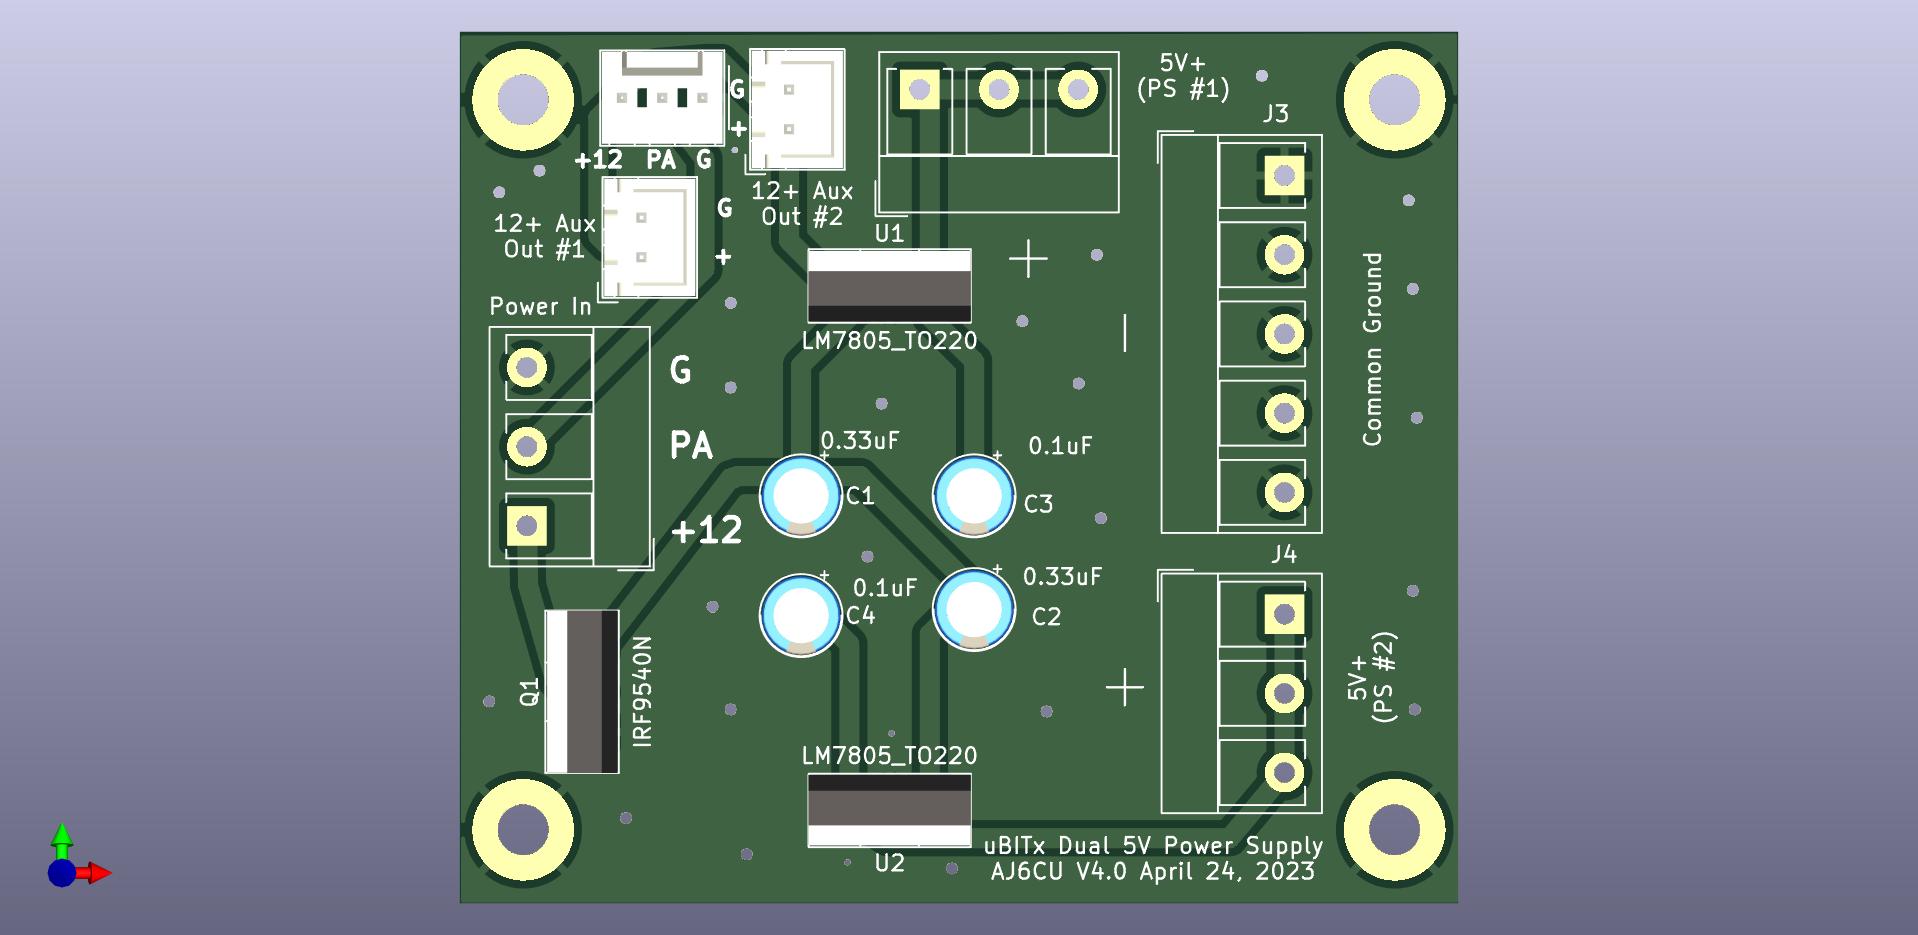 5V+
(PS #1)
J3
G
+
+12 PA G
12+ Aux
Out #2
12+ Aux
Out #1
G
+
U1
Power In
LM7805_TO220
G
PA
+12
Common Ground
+
0.33uF
+
0.1uF
C1
C3
J4
+
0.1uF
C4
+
0.33uF
C2
Q1
IRF9540N
5V+
(PS #2)
LM7805_TO220
U2
uBITx Dual 5V Power Supply
AJ6CU V4.0 April 24, 2023